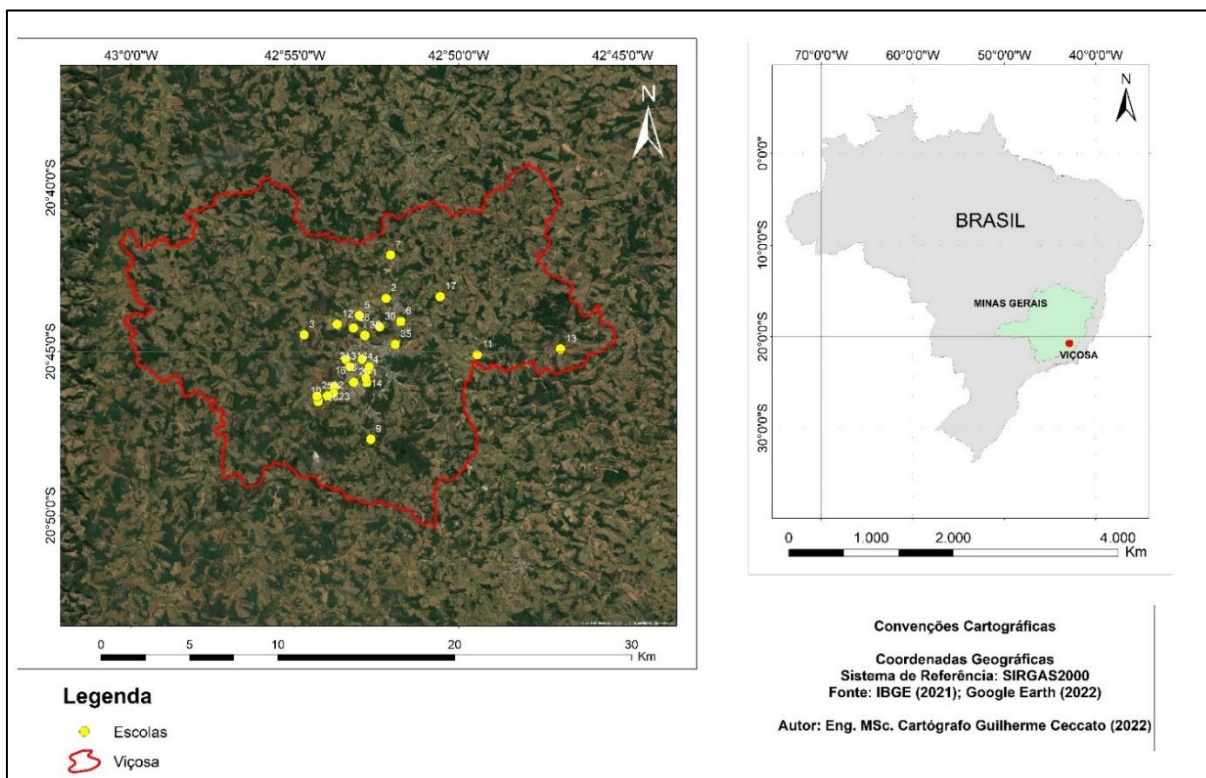 43°0'0"W 42°55'0"W 42°50'0"W 42°45'0"W
N
20°40'0"S
20°45'0"S
20°50'0"S
7
2
17
5
6
12
30
3
35
13
11
4
14
23
9
0 5 10 20 30
Km
Legenda
Escolas
Viçosa
70°0'0"W 60°0'0"W 50°0'0"W 40°0'0"W
N
0°0'0"
10°0'0"S
20°0'0"S
30°0'0"S
BRASIL
MINAS GERAIS
VIÇOSA
0 1.000 2.000 4.000
Km
Convenções Cartográficas
Coordenadas Geográficas
Sistema de Referência: SIRGAS2000
Fonte: IBGE (2021); Google Earth (2022)
Autor: Eng. MSc. Cartógrafo Guilherme Ceccato (2022)